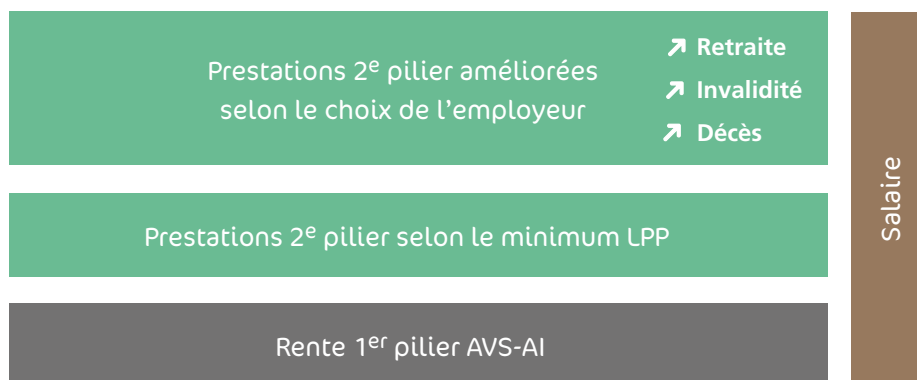 Prestations 2e pilier améliorées
selon le choix de l'employeur
↗ Retraite
↗ Invalidité
↗ Décès
Prestations 2e pilier selon le minimum LPP
Rente 1er pilier AVS-AI
Salaire